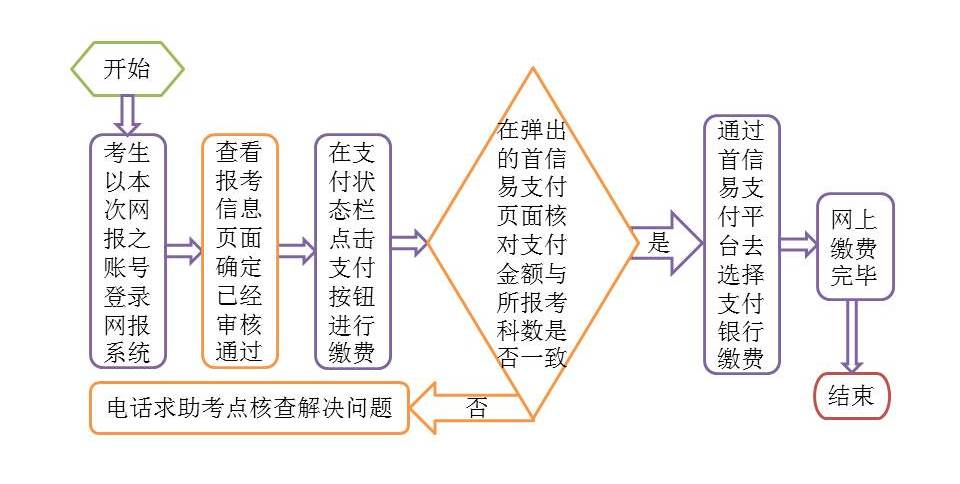 开始
考生
以本
次网
报之
账号
登录
网报
系统
查看
报考
信息
页面
确定
已经
审核
通过
在支
付状
态栏
点击
支付
按钮
进行
缴费
在弹出
的首信
易支付
页面核
对支付
金额与
所报考
科数是
否一致
是
通过
首信
易支
付平
台去
选择
支付
银行
缴费
网上
缴费
完毕
结束
否
电话求助考点核查解决问题